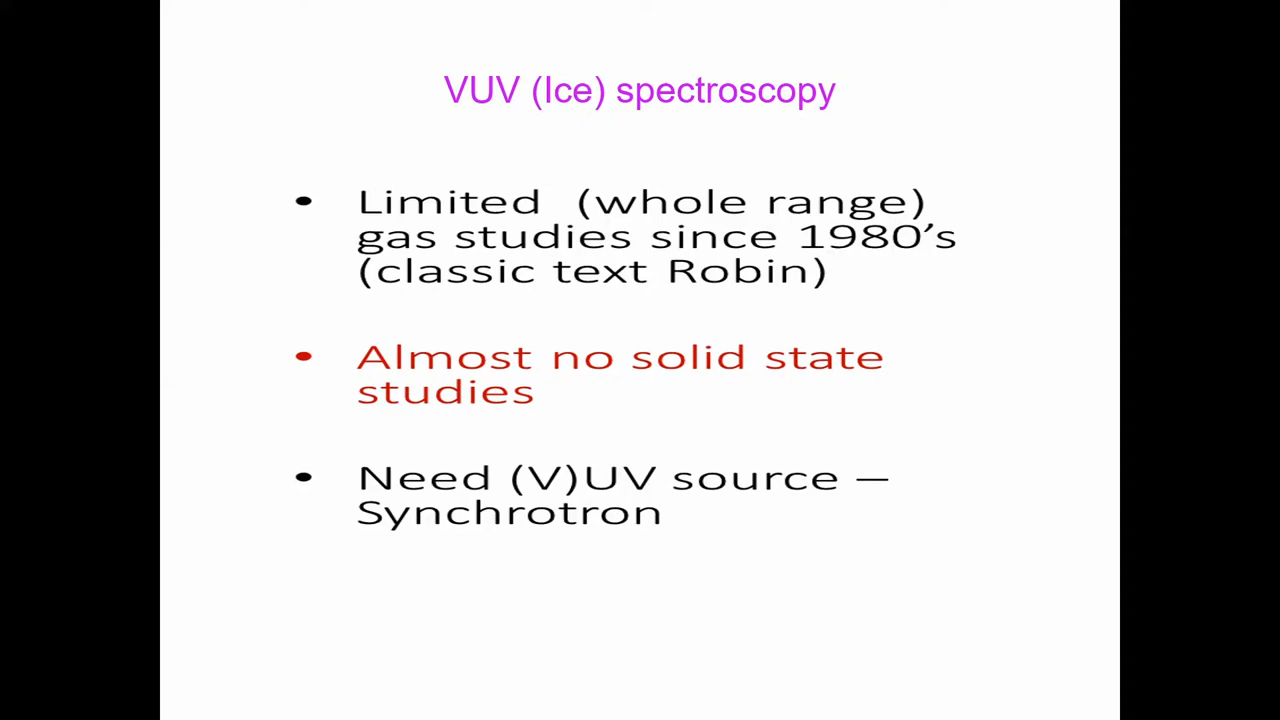 VUV (Ice) spectroscopy
• Limited (whole range)
gas studies since 1980’s
(classic text Robin)
• Almost no solid state
studies
• Need (V)UV source –
Synchrotron